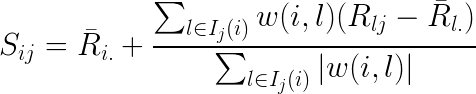 S_{ij} = \bar{R}_{i.} + \frac{\sum_{l \in I_j(i)} w(i,l)(R_{lj} - \bar{R}_{l.})}{\sum_{l \in I_j(i)} |w(i,l)|}